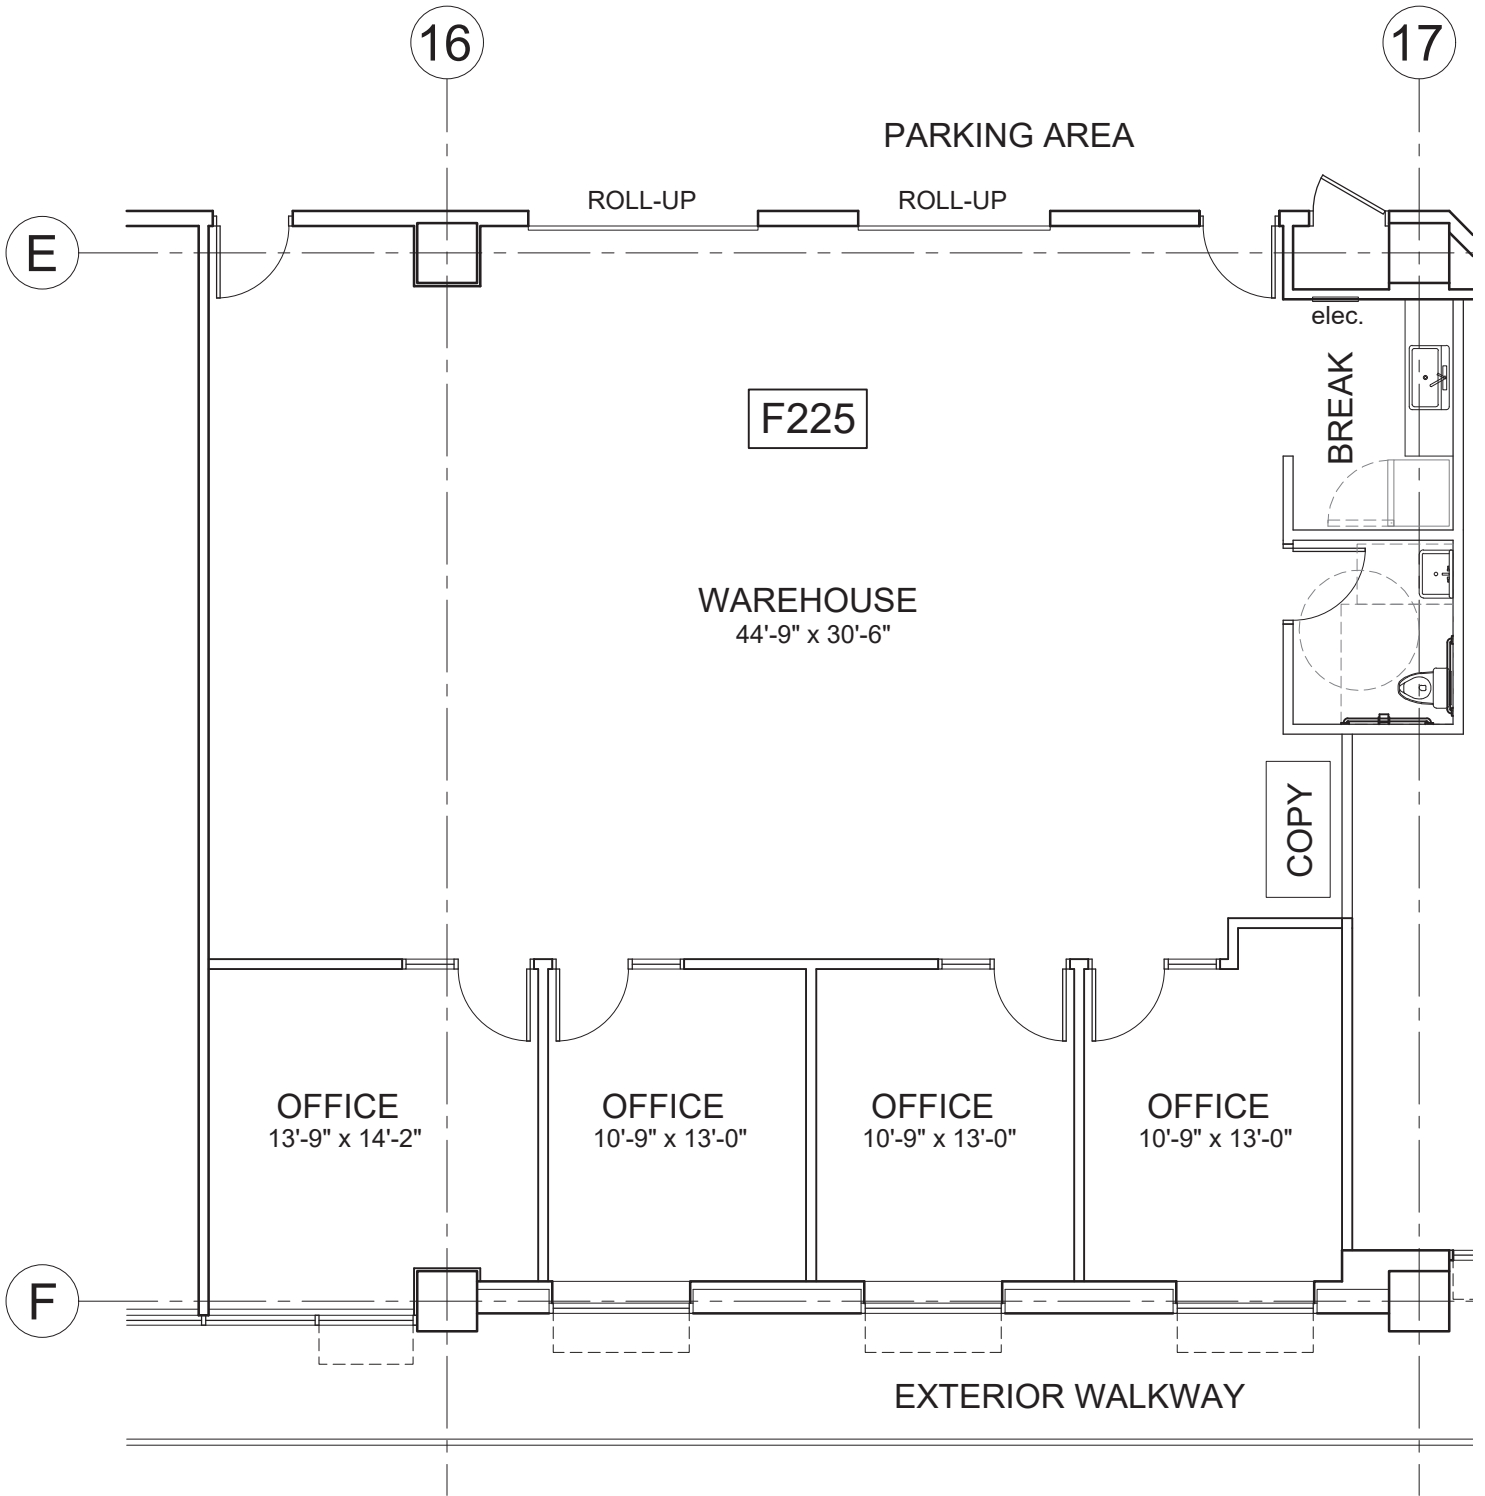 16
17
PARKING AREA
ROLL-UP
ROLL-UP
E
elec.
BREAK
F225
WAREHOUSE
44'-9" x 30'-6"
COPY
OFFICE
13'-9" x 14'-2"
OFFICE
10'-9" x 13'-0"
OFFICE
10'-9" x 13'-0"
OFFICE
10'-9" x 13'-0"
F
EXTERIOR WALKWAY